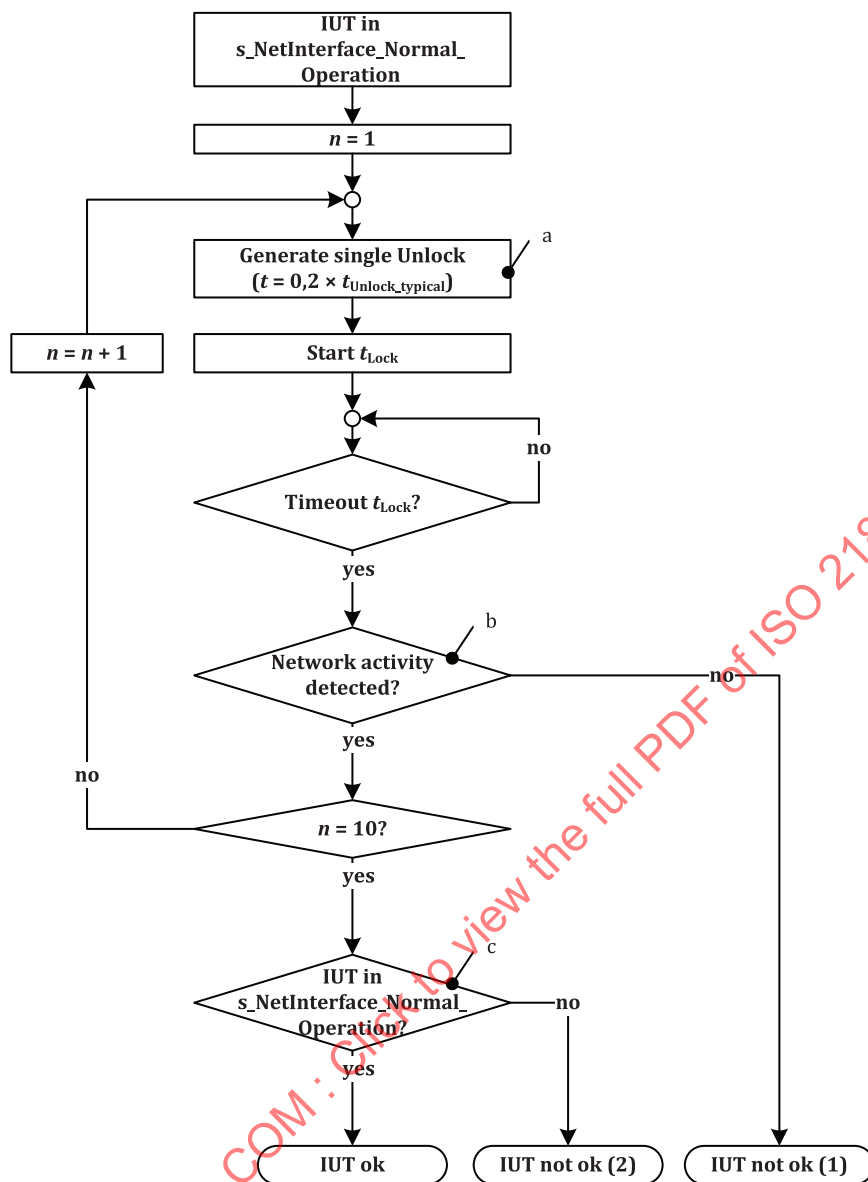 IUT in
s_NetInterface_Normal_
Operation
n = 1
Generate single Unlock
(t = 0,2 × tUnlock_typical)
a
n = n + 1
Start tLock
no
Timeout tLock?
yes
b
Network activity
detected?
no
yes
no
n = 10?
yes
c
IUT in
s_NetInterface_Normal_
Operation?
no
yes
IUT ok
IUT not ok (2)
IUT not ok (1)
COM : Click to view the full PDF of ISO 218